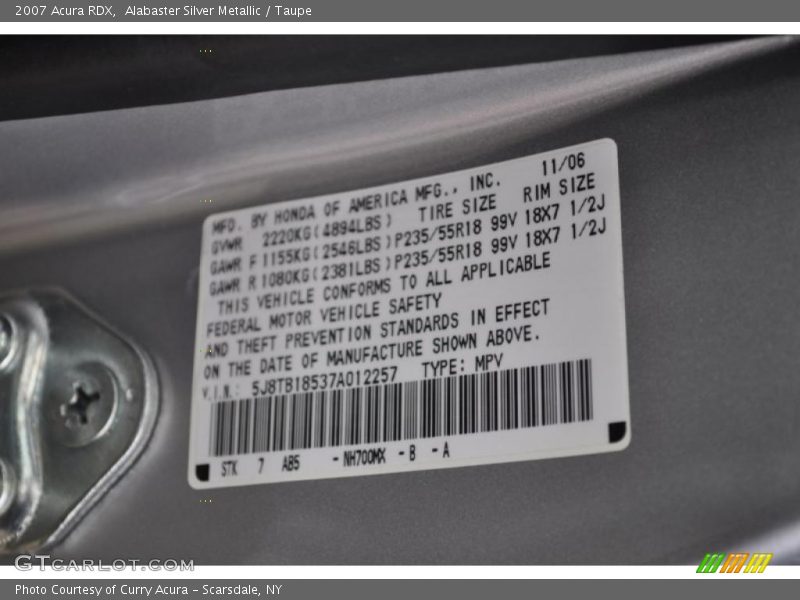 2007 Acura RDX,  Alabaster Silver Metallic / Taupe
MFD. BY HONDA OF AMERICA MFG., INC. 11/06
GVWR 2220KG(4894LBS) TIRE SIZE RIM SIZE
GAWR F 1155KG(2546LBS) P235/55R18 99V 18X7 1/2J
GAWR R 1080KG(2381LBS) P235/55R18 99V 18X7 1/2J
THIS VEHICLE CONFORMS TO ALL APPLICABLE
FEDERAL MOTOR VEHICLE SAFETY
AND THEFT PREVENTION STANDARDS IN EFFECT
ON THE DATE OF MANUFACTURE SHOWN ABOVE.
V.I.N.: 5J8TB18537A012257 TYPE: MPV
STK 7 AB5 -NH700MX -B -A
GTCARLOT.COM
Photo Courtesy of Curry Acura - Scarsdale, NY